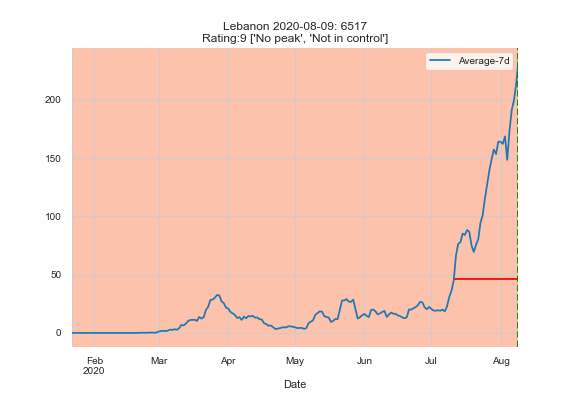 Lebanon 2020-08-09: 6517
Rating:9 ['No peak', 'Not in control']
Average-7d
200
150
100
50
0
Feb
2020
Mar
Apr
May
Jun
Jul
Aug
Date